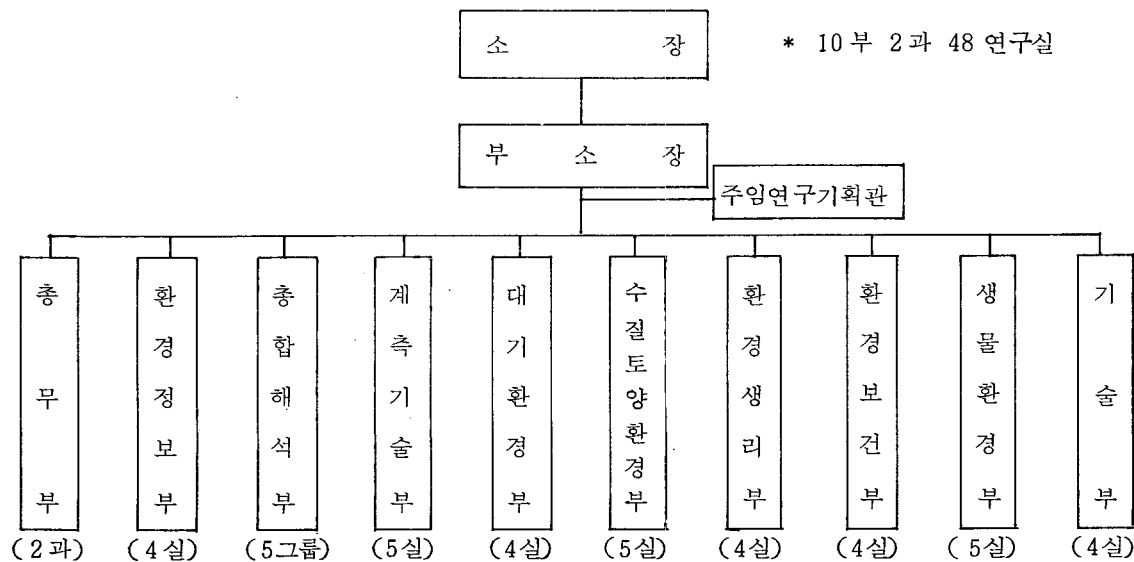 소 장
* 10부 2과 48 연구실
부 소 장
주임연구기획관
총무부
환경정보부
총합해석부
계측기술부
대기환경부
수질토양환경부
환경생리부
환경보건부
생물환경부
기술부
(2과) (4실) (5그룹) (5실) (4실) (5실) (4실) (4실) (5실) (4실)